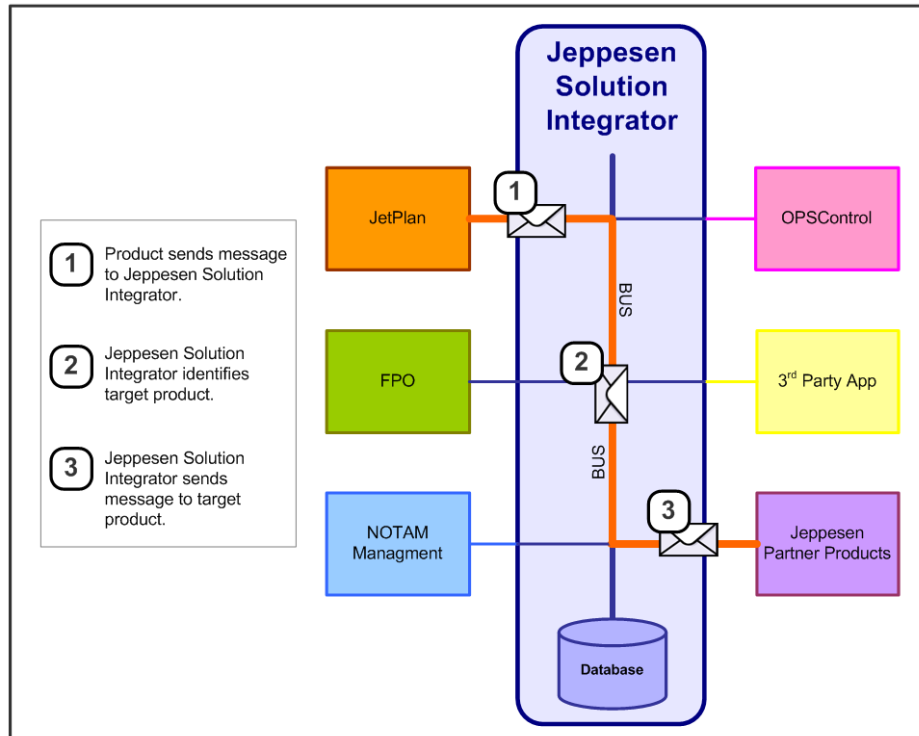 Jeppesen
Solution
Integrator
1
JetPlan
OPSControl
1
Product sends message
to Jeppesen Solution
Integrator.
BUS
2
Jeppesen Solution
Integrator identifies
target product.
2
FPO
3rd Party App
3
Jeppesen Solution
Integrator sends
message to target
product.
BUS
3
NOTAM
Managment
Jeppesen
Partner Products
Database